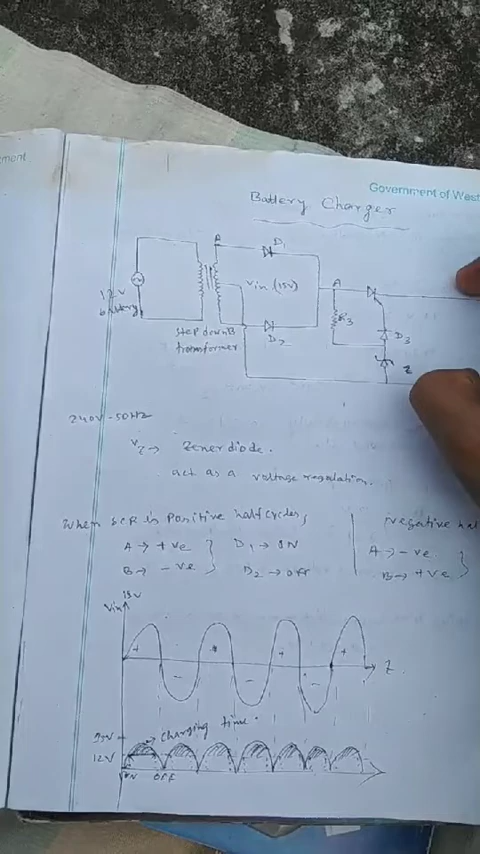 ment
Government of West
Battery Charger
A
D1
Vin (15V)
A
12V
battery
R3
D3
Z
D2
step down B
transformer
240V-50Hz
VZ → Zener diode.
act as a voltage regulation.
When SCR is Positive half cycles,
A → +ve
B → -ve
D1 → ON
D2 → OFF
Negative hal
A → -ve
B → +ve
15V
Vin
+ + + +
- - -
Z
charging time.
12V
ON OFF